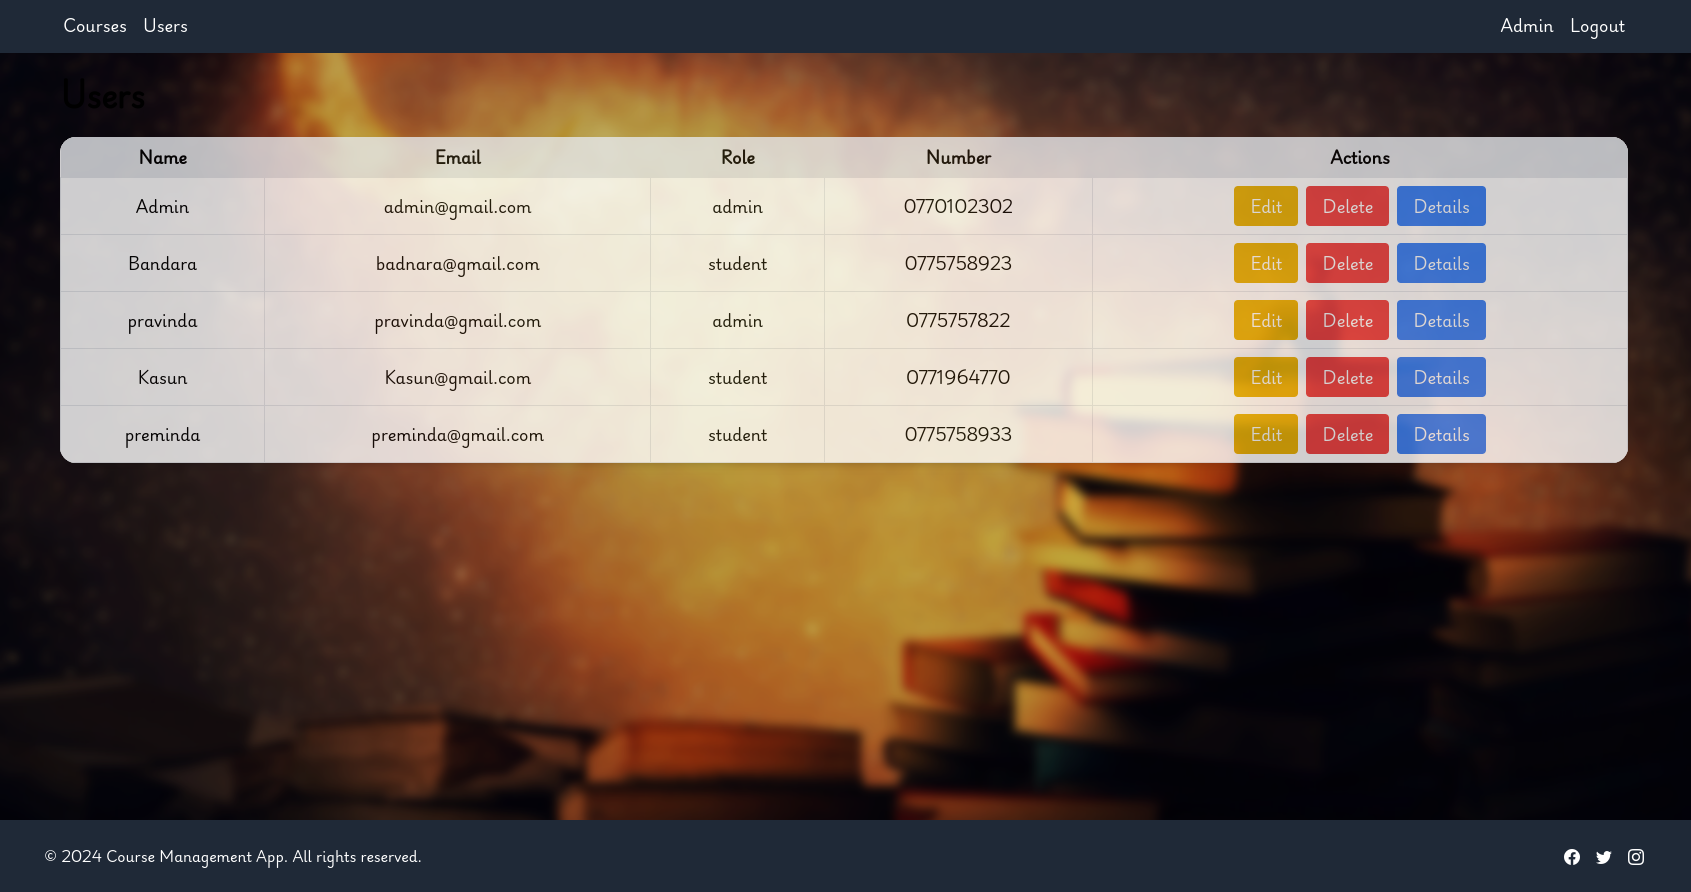 Courses Users Admin Logout
Users
Name Email Role Number Actions
Admin admin@gmail.com admin 0770102302 Edit Delete Details
Bandara badnara@gmail.com student 0775758923 Edit Delete Details
pravinda pravinda@gmail.com admin 0775757822 Edit Delete Details
Kasun Kasun@gmail.com student 0771964770 Edit Delete Details
preminda preminda@gmail.com student 0775758933 Edit Delete Details
© 2024 Course Management App. All rights reserved.